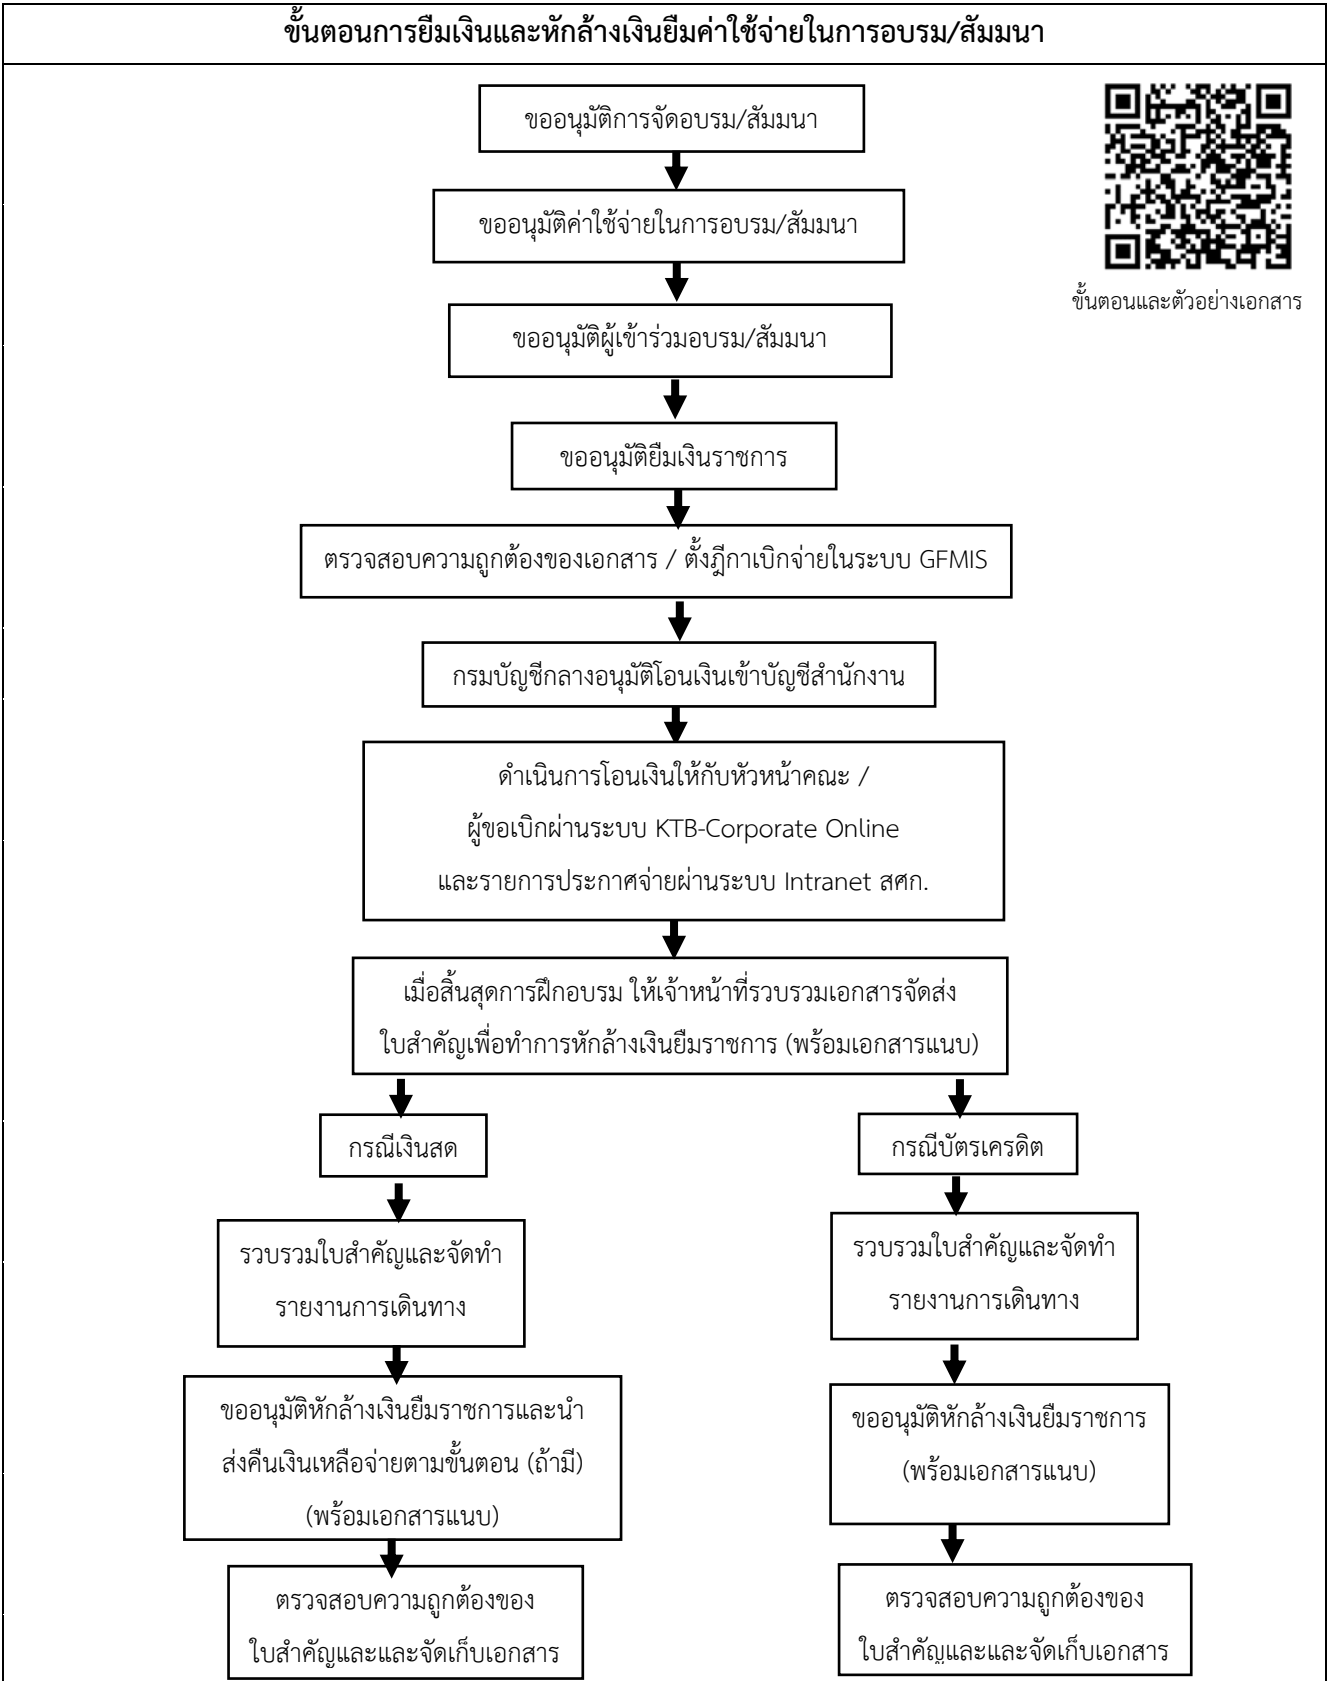 ขั้นตอนการยืมเงินและหักล้างเงินยืมค่าใช้จ่ายในการอบรม/สัมมนา
ขออนุมัติการจัดอบรม/สัมมนา
ขออนุมัติค่าใช้จ่ายในการอบรม/สัมมนา
ขั้นตอนและตัวอย่างเอกสาร
ขออนุมัติผู้เข้าร่วมอบรม/สัมมนา
ขออนุมัติยืมเงินราชการ
ตรวจสอบความถูกต้องของเอกสาร / ตั้งฎีกาเบิกจ่ายในระบบ GFMIS
กรมบัญชีกลางอนุมัติโอนเงินเข้าบัญชีสำนักงาน
ดำเนินการโอนเงินให้กับหัวหน้าคณะ /
ผู้ขอเบิกผ่านระบบ KTB-Corporate Online
และรายการประกาศจ่ายผ่านระบบ Intranet สศก.
เมื่อสิ้นสุดการฝึกอบรม ให้เจ้าหน้าที่รวบรวมเอกสารจัดส่ง
ใบสำคัญเพื่อทำการหักล้างเงินยืมราชการ (พร้อมเอกสารแนบ)
กรณีเงินสด
รวบรวมใบสำคัญและจัดทำ
รายงานการเดินทาง
ขออนุมัติหักล้างเงินยืมราชการและนำ
ส่งคืนเงินเหลือจ่ายตามขั้นตอน (ถ้ามี)
(พร้อมเอกสารแนบ)
ตรวจสอบความถูกต้องของ
ใบสำคัญและและจัดเก็บเอกสาร
กรณีบัตรเครดิต
รวบรวมใบสำคัญและจัดทำ
รายงานการเดินทาง
ขออนุมัติหักล้างเงินยืมราชการ
(พร้อมเอกสารแนบ)
ตรวจสอบความถูกต้องของ
ใบสำคัญและและจัดเก็บเอกสาร